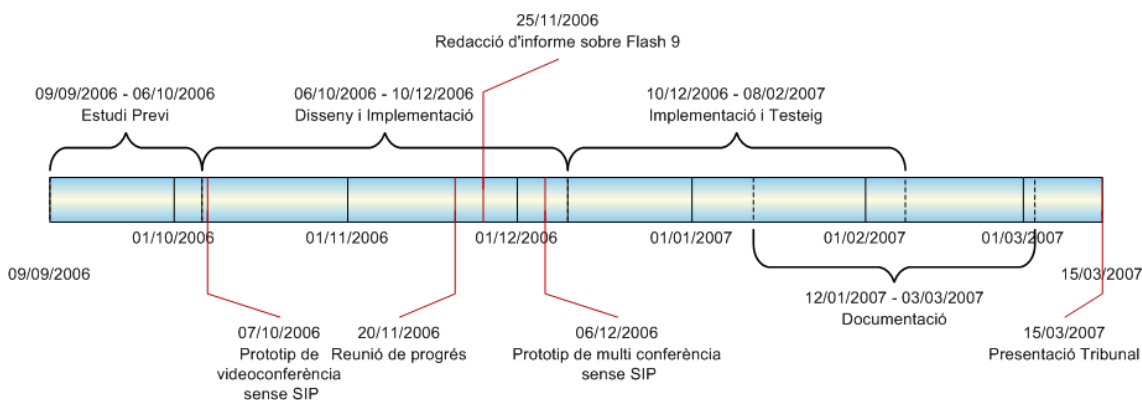 25/11/2006
Redacció d'informe sobre Flash 9
09/09/2006 - 06/10/2006
Estudi Previ
06/10/2006 - 10/12/2006
Disseny i Implementació
10/12/2006 - 08/02/2007
Implementació i Testeig
01/10/2006
01/11/2006
01/12/2006
01/01/2007
01/02/2007
01/03/2007
09/09/2006
15/03/2007
12/01/2007 - 03/03/2007
Documentació
07/10/2006
Prototip de
videoconferència
sense SIP
20/11/2006
Reunió de progrés
06/12/2006
Prototip de multi conferència
sense SIP
15/03/2007
Presentació Tribunal